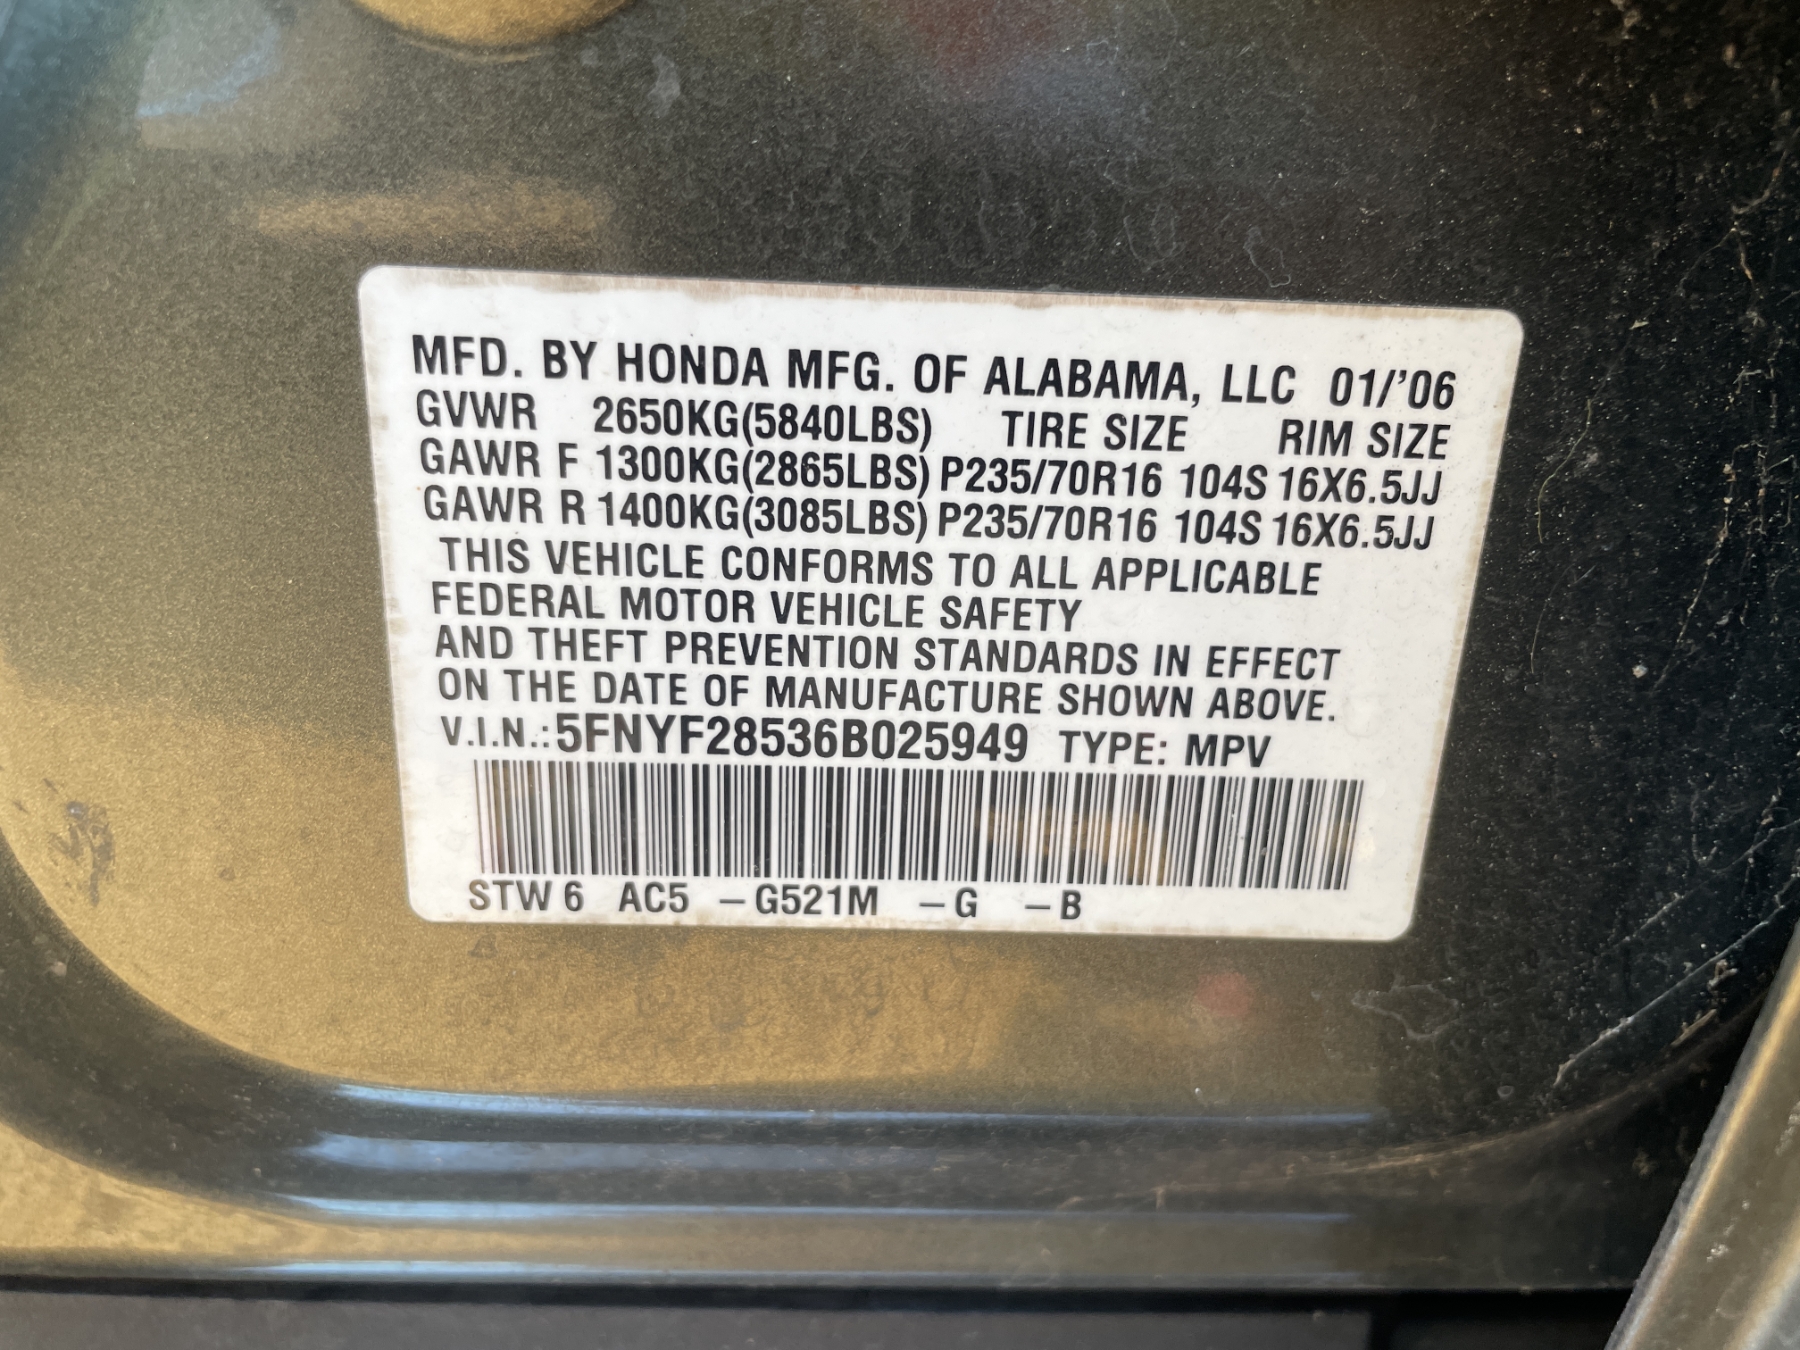 MFD. BY HONDA MFG. OF ALABAMA, LLC 01/'06
GVWR 2650KG(5840LBS) TIRE SIZE RIM SIZE
GAWR F 1300KG(2865LBS) P235/70R16 104S 16X6.5JJ
GAWR R 1400KG(3085LBS) P235/70R16 104S 16X6.5JJ
THIS VEHICLE CONFORMS TO ALL APPLICABLE
FEDERAL MOTOR VEHICLE SAFETY
AND THEFT PREVENTION STANDARDS IN EFFECT
ON THE DATE OF MANUFACTURE SHOWN ABOVE.
V.I.N.: 5FNYF28536B025949 TYPE: MPV
STW 6 AC5 –G521M –G –B